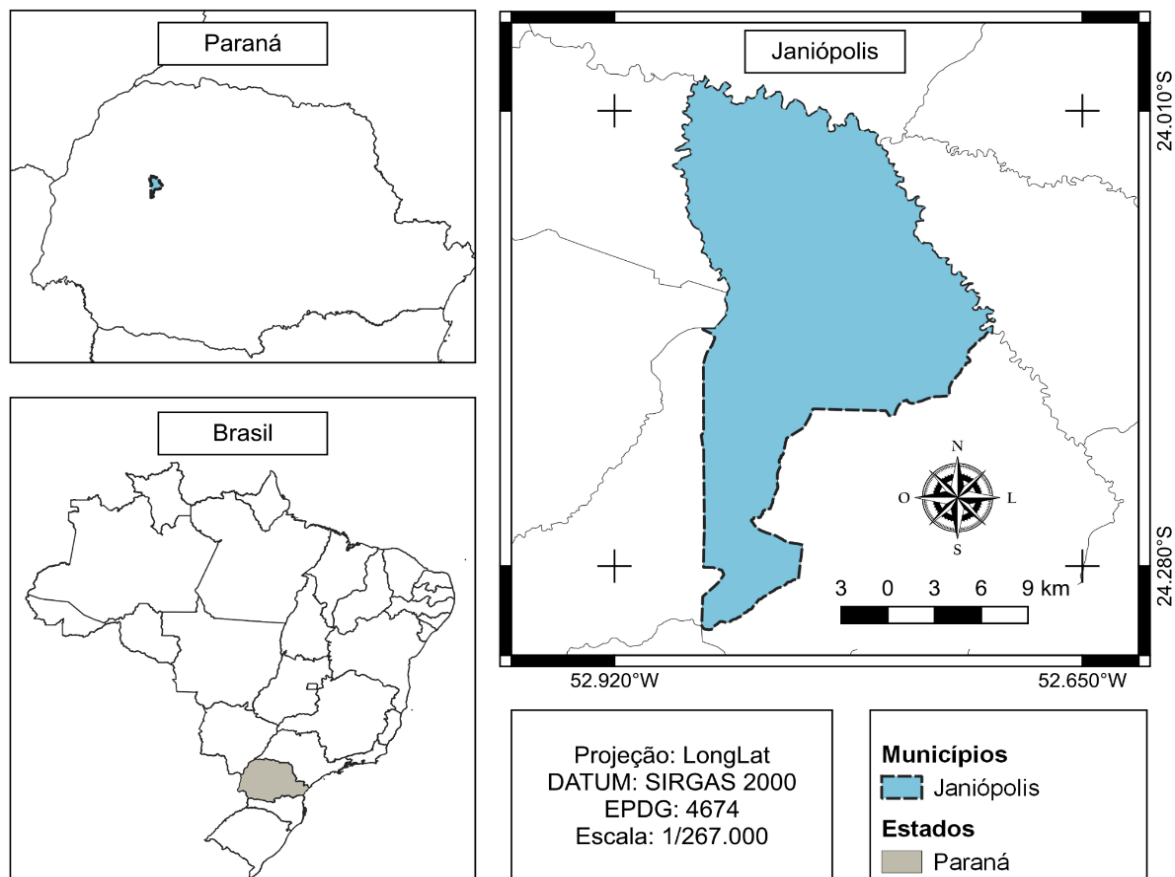 Paraná
Brasil
Janiópolis
24.010°S
24.280°S
N
O
L
S
3 0 3 6 9 km
52.920°W
52.650°W
Projeção: LongLat
DATUM: SIRGAS 2000
EPDG: 4674
Escala: 1/267.000
Municípios
Janiópolis
Estados
Paraná